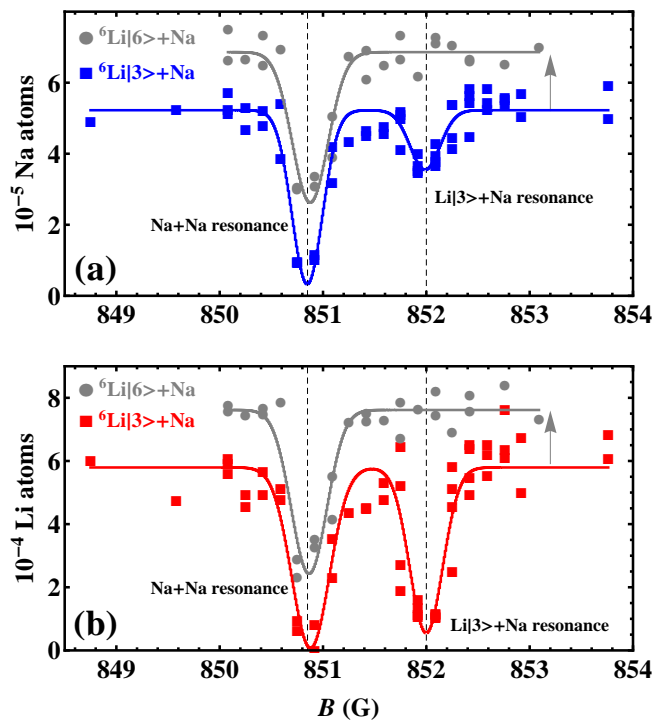 ⁶Li|6>+Na
⁶Li|3>+Na
10⁻⁵ Na atoms
6
4
2
0
Na+Na resonance
Li|3>+Na resonance
(a)
849 850 851 852 853 854
⁶Li|6>+Na
⁶Li|3>+Na
10⁻⁴ Li atoms
8
6
4
2
0
Na+Na resonance
Li|3>+Na resonance
(b)
849 850 851 852 853 854
B (G)